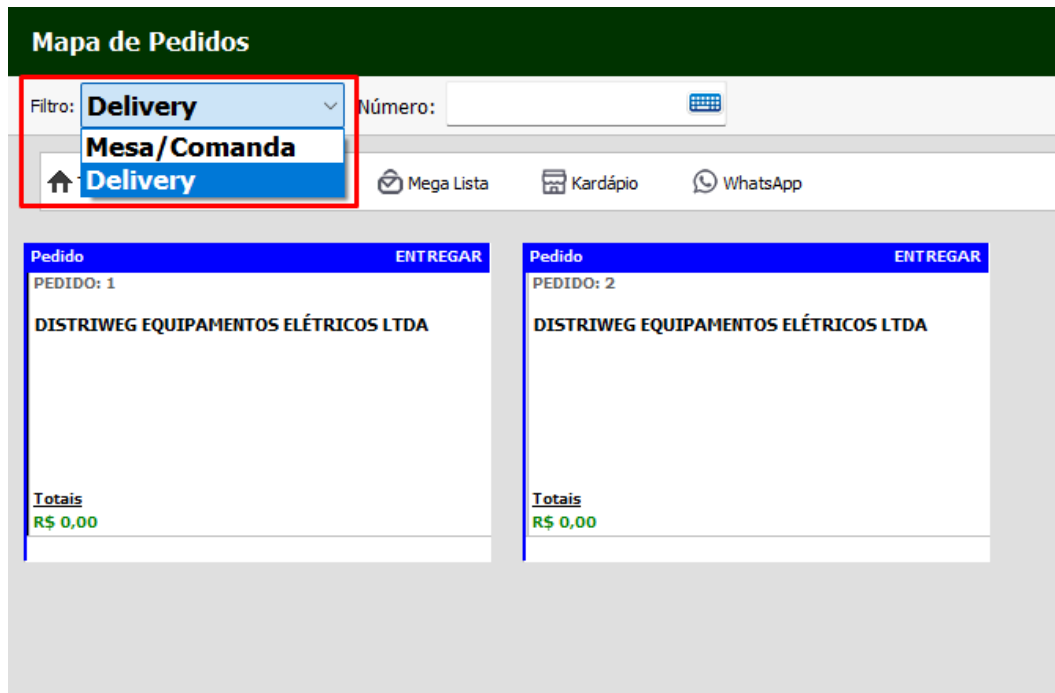 Mapa de Pedidos
Filtro: Delivery Número:
Mesa/Comanda
Delivery
Mega Lista Kardápio WhatsApp
Pedido ENTREGAR
PEDIDO: 1
DISTRIWEG EQUIPAMENTOS ELÉTRICOS LTDA
Totais
R$ 0,00
Pedido ENTREGAR
PEDIDO: 2
DISTRIWEG EQUIPAMENTOS ELÉTRICOS LTDA
Totais
R$ 0,00